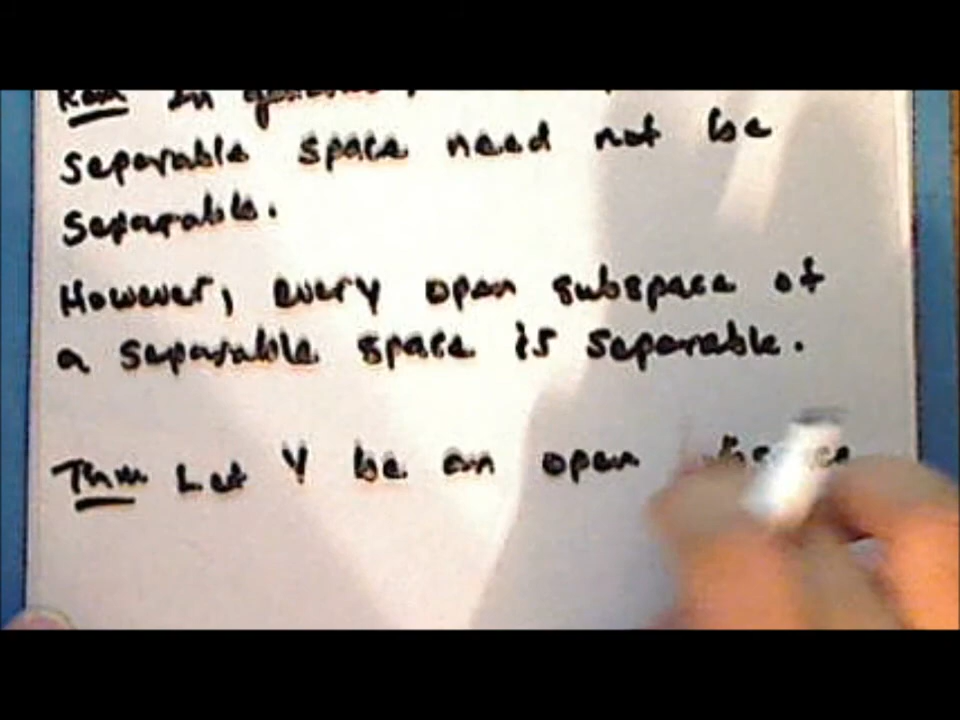 Rem In
separable space need not be
separable.
However, every open subspace of
a separable space is separable.
Thm Let Y be an open